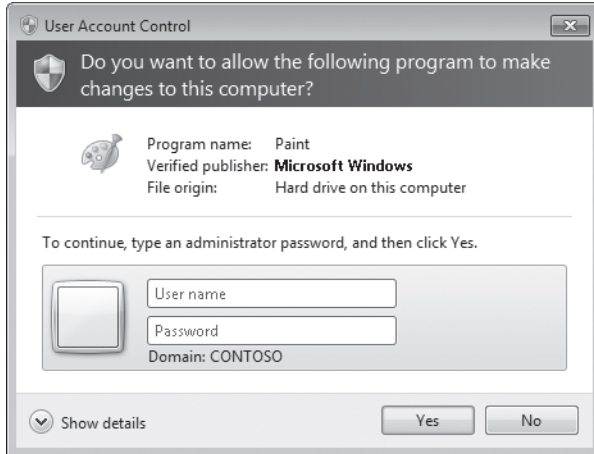 User Account Control
Do you want to allow the following program to make
changes to this computer?
Program name: Paint
Verified publisher: Microsoft Windows
File origin: Hard drive on this computer
To continue, type an administrator password, and then click Yes.
User name
Password
Domain: CONTOSO
Show details
Yes
No